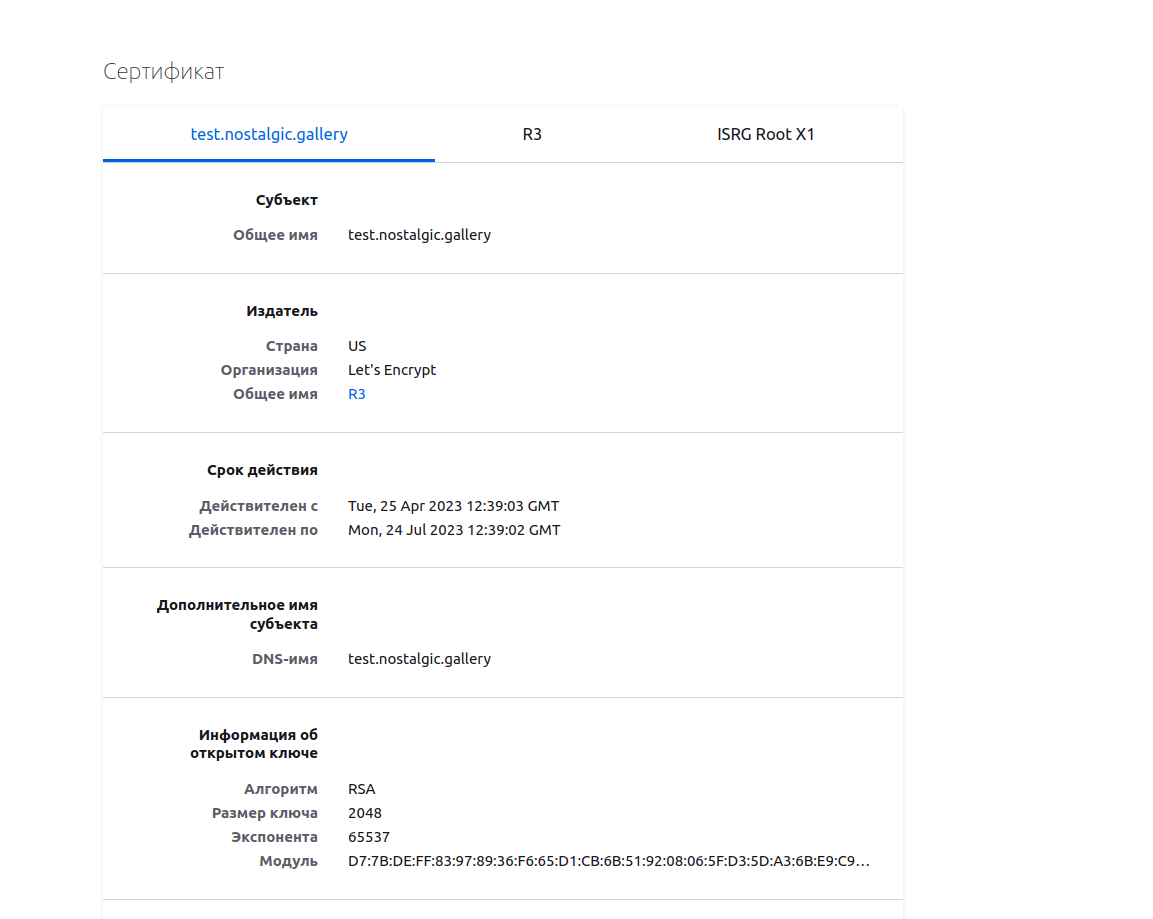 Сертификат
test.nostalgic.gallery R3 ISRG Root X1
Субъект
Общее имя test.nostalgic.gallery
Издатель
Страна US
Организация Let's Encrypt
Общее имя R3
Срок действия
Действителен с Tue, 25 Apr 2023 12:39:03 GMT
Действителен по Mon, 24 Jul 2023 12:39:02 GMT
Дополнительное имя
субъекта
DNS-имя test.nostalgic.gallery
Информация об
открытом ключе
Алгоритм RSA
Размер ключа 2048
Экспонента 65537
Модуль D7:7B:DE:FF:83:97:89:36:F6:65:D1:CB:6B:51:92:08:06:5F:D3:5D:A3:6B:E9:C9…